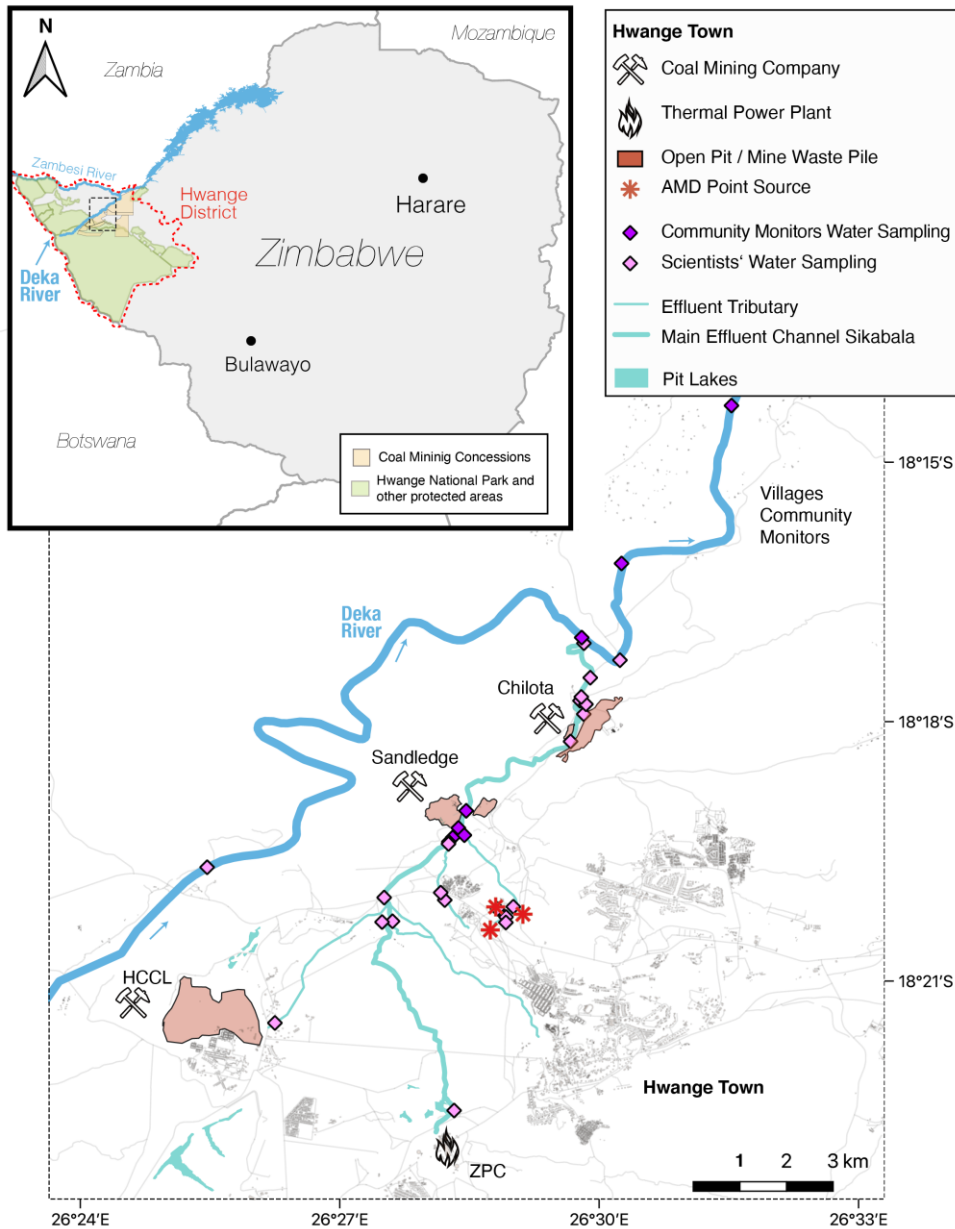 N
Mozambique
Zambia
Zambesi River
Hwange
District
Harare
Zimbabwe
Deka
River
Bulawayo
Botswana
Coal Mininig Concessions
Hwange National Park and
other protected areas
Hwange Town
Coal Mining Company
Thermal Power Plant
Open Pit / Mine Waste Pile
AMD Point Source
Community Monitors Water Sampling
Scientists‘ Water Sampling
Effluent Tributary
Main Effluent Channel Sikabala
Pit Lakes
18°15′S
Villages
Community
Monitors
Deka
River
Chilota
18°18′S
Sandledge
HCCL
18°21′S
Hwange Town
ZPC
1 2 3 km
26°24′E 26°27′E 26°30′E 26°33′E